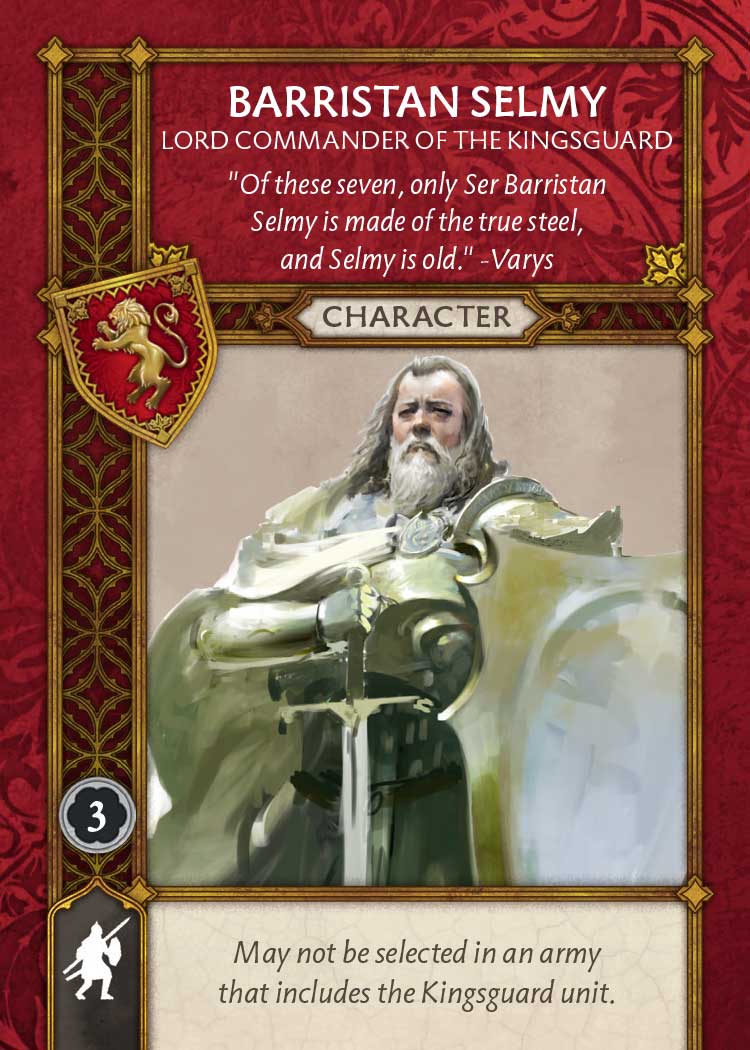 BARRISTAN SELMY
LORD COMMANDER OF THE KINGSGUARD
"Of these seven, only Ser Barristan
Selmy is made of the true steel,
and Selmy is old." -Varys
CHARACTER
3
May not be selected in an army
that includes the Kingsguard unit.